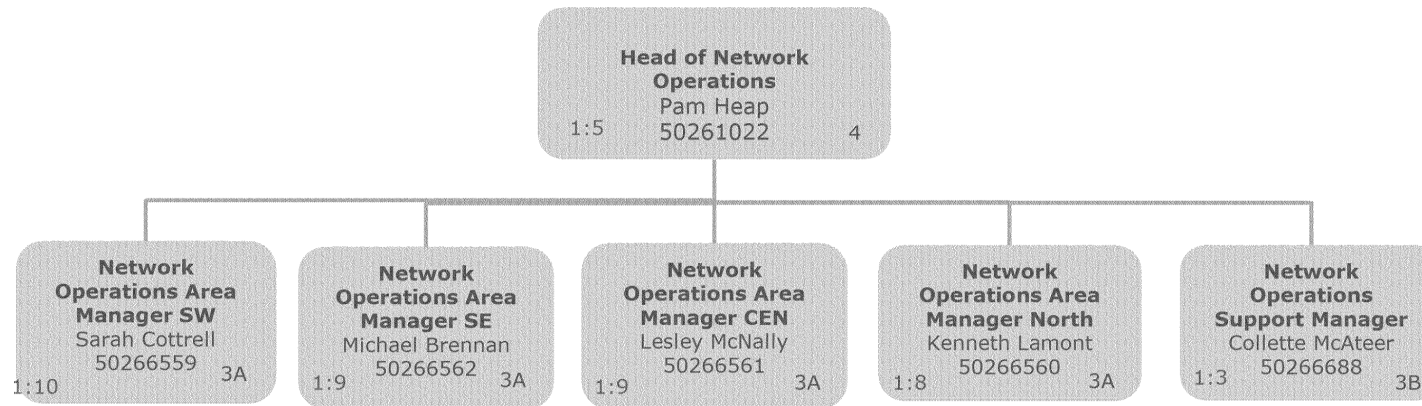 Head of Network
Operations
Pam Heap
1:5 50261022 4
Network
Operations Area
Manager SW
Sarah Cottrell
50266559
1:10 3A
Network
Operations Area
Manager SE
Michael Brennan
1:9 50266562 3A
Network
Operations Area
Manager CEN
Lesley McNally
50266561
1:9 3A
Network
Operations Area
Manager North
Kenneth Lamont
50266560
1:8 3A
Network
Operations
Support Manager
Collette McAteer
50266688
1:3 3B